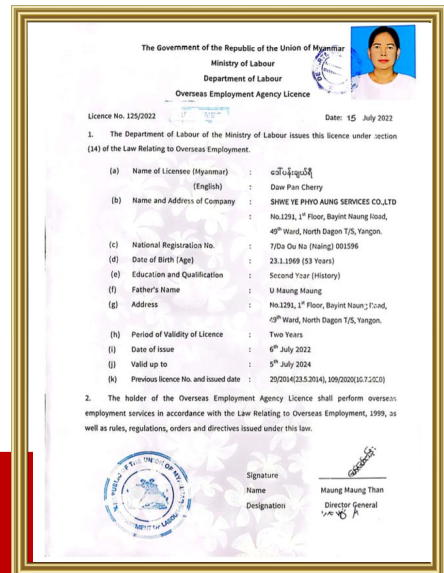 The Government of the Republic of the Union of Myanmar
Ministry of Labour
Department of Labour
Overseas Employment Agency Licence
Licence No. 125/2022 Date: 15 July 2022
1. The Department of Labour of the Ministry of Labour issues this licence under section
(14) of the Law Relating to Overseas Employment.
(a) Name of Licensee (Myanmar) : ဒေါ်ပန်းချယ်ရီ
(English) : Daw Pan Cherry
(b) Name and Address of Company : SHWE YE PHYO AUNG SERVICES CO.,LTD
: No.1291, 1st Floor, Bayint Naung Road,
49th Ward, North Dagon T/S, Yangon.
(c) National Registration No. : 7/Da Ou Na (Naing) 001596
(d) Date of Birth (Age) : 23.1.1969 (53 Years)
(e) Education and Qualification : Second Year (History)
(f) Father's Name : U Maung Maung
(g) Address : No.1291, 1st Floor, Bayint Naung Road,
49th Ward, North Dagon T/S, Yangon.
(h) Period of Validity of Licence : Two Years
(i) Date of issue : 6th July 2022
(j) Valid up to : 5th July 2024
(k) Previous licence No. and issued date : 29/2014(23.5.2014), 109/2020(10.7.2020)
2. The holder of the Overseas Employment Agency Licence shall perform overseas
employment services in accordance with the Law Relating to Overseas Employment, 1999, as
well as rules, regulations, orders and directives issued under this law.
Signature
Name Maung Maung Than
Designation Director General